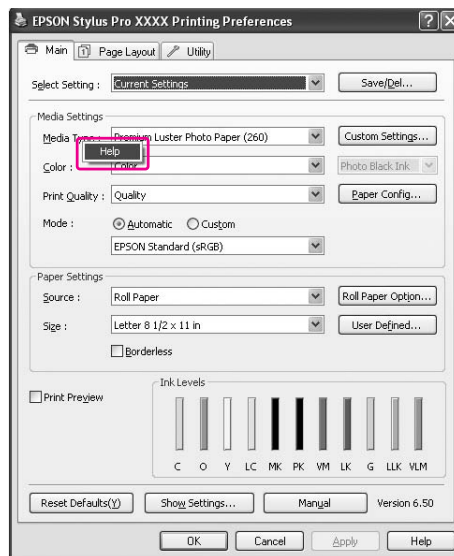 EPSON Stylus Pro XXXX Printing Preferences
Main Page Layout Utility
Select Setting : Current Settings Save/Del...
Media Settings
Media Type : Premium Luster Photo Paper (260) Custom Settings...
Help
Color : Color Photo Black Ink
Print Quality : Quality Paper Config...
Mode : Automatic Custom
EPSON Standard (sRGB)
Paper Settings
Source : Roll Paper Roll Paper Option...
Size : Letter 8 1/2 x 11 in User Defined...
Borderless
Print Preview
Ink Levels
C O Y LC MK PK VM LK G LLK VLM
Reset Defaults(Y) Show Settings... Manual Version 6.50
OK Cancel Apply Help